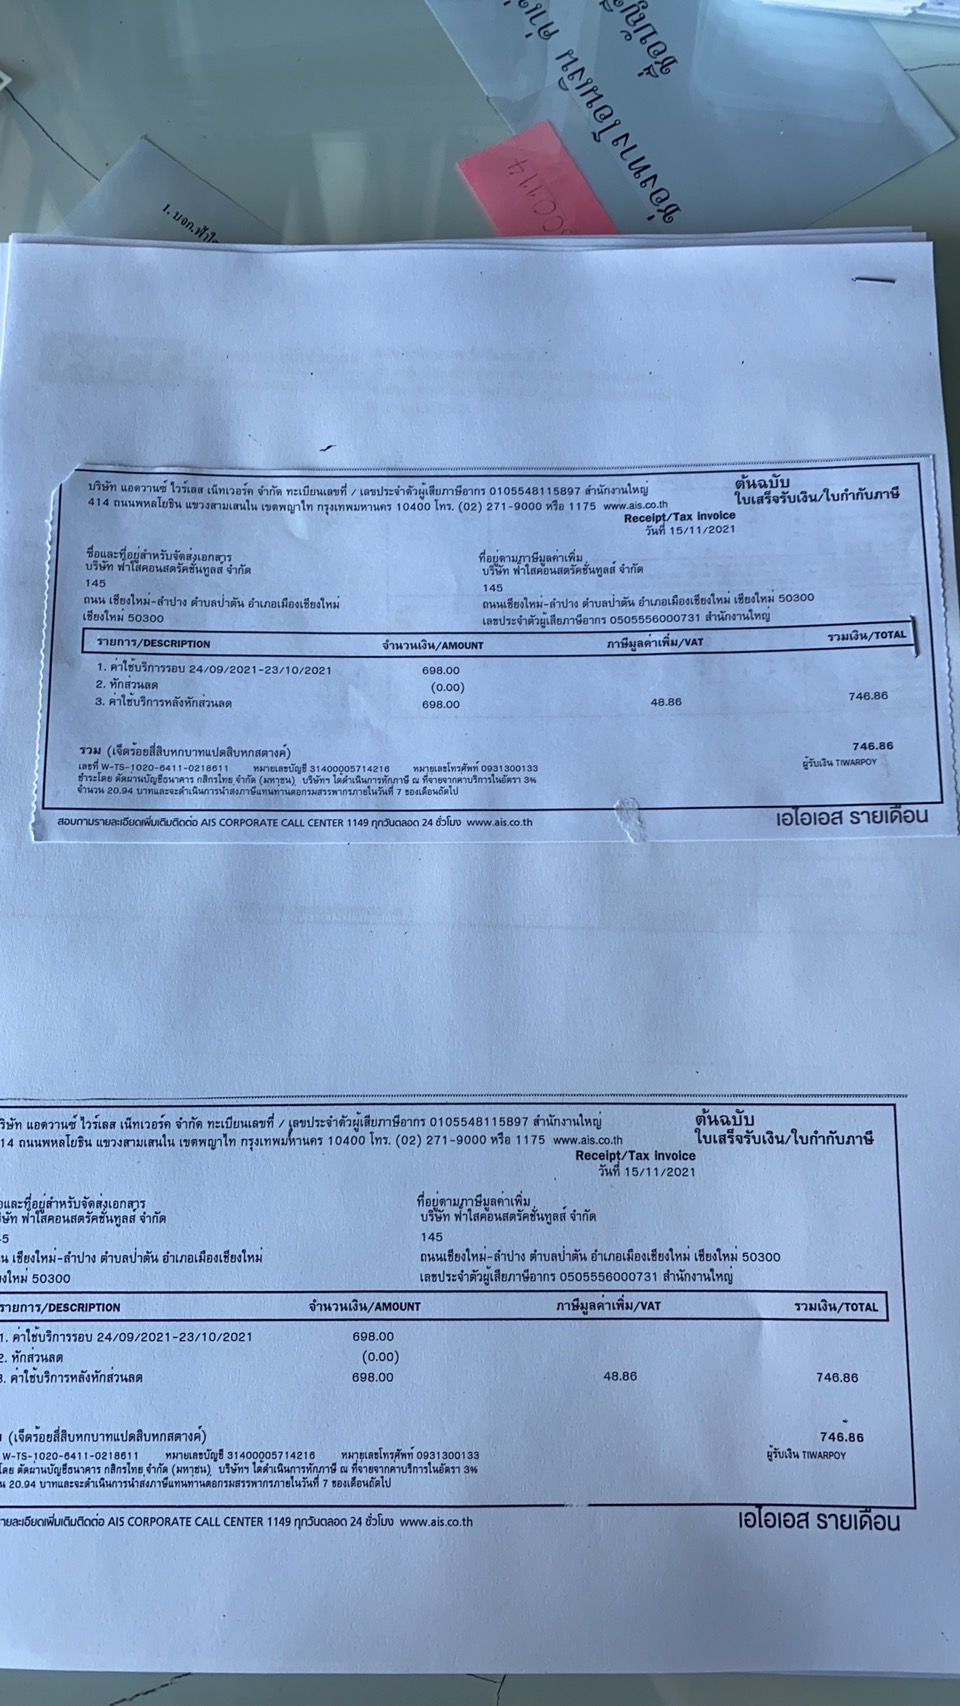 ช่องทางโอนเงิน
ชื่อบัญ
CO114
1. บจก.ฟ้าใ
บริษัท แอดวานซ์ ไวร์เลส เน็ทเวอร์ค จำกัด ทะเบียนเลขที่ / เลขประจำตัวผู้เสียภาษีอากร 0105548115897 สำนักงานใหญ่
414 ถนนพหลโยธิน แขวงสามเสนใน เขตพญาไท กรุงเทพมหานคร 10400 โทร. (02) 271-9000 หรือ 1175 www.ais.co.th
ต้นฉบับ
ใบเสร็จรับเงิน/ใบกำกับภาษี
Receipt/Tax Invoice
วันที่ 15/11/2021
ชื่อและที่อยู่สำหรับจัดส่งเอกสาร
บริษัท ฟ้าใสคอนสตรัคชั่นทูลส์ จำกัด
145
ถนน เชียงใหม่-ลำปาง ตำบลป่าตัน อำเภอเมืองเชียงใหม่
เชียงใหม่ 50300
ที่อยู่ตามภาษีมูลค่าเพิ่ม
บริษัท ฟ้าใสคอนสตรัคชั่นทูลส์ จำกัด
145
ถนนเชียงใหม่-ลำปาง ตำบลป่าตัน อำเภอเมืองเชียงใหม่ เชียงใหม่ 50300
เลขประจำตัวผู้เสียภาษีอากร 0505556000731 สำนักงานใหญ่
รายการ/DESCRIPTION จำนวนเงิน/AMOUNT ภาษีมูลค่าเพิ่ม/VAT รวมเงิน/TOTAL
1. ค่าใช้บริการรอบ 24/09/2021-23/10/2021 698.00
2. หักส่วนลด (0.00)
3. ค่าใช้บริการหลังหักส่วนลด 698.00 48.86 746.86
รวม (เจ็ดร้อยสี่สิบหกบาทแปดสิบหกสตางค์) 746.86
เลขที่ W-TS-1020-6411-0218611 หมายเลขบัญชี 31400005714216 หมายเลขโทรศัพท์ 0931300133 ผู้รับเงิน TIWARPOY
ชำระโดย ตัดผ่านบัญชีธนาคาร กสิกรไทย จำกัด (มหาชน) บริษัทฯ ได้ดำเนินการหักภาษี ณ ที่จ่ายจากค่าบริการในอัตรา 3%
จำนวน 20.94 บาทและจะดำเนินการนำส่งภาษีแทนท่านต่อกรมสรรพากรภายในวันที่ 7 ของเดือนถัดไป
สอบถามรายละเอียดเพิ่มเติมติดต่อ AIS CORPORATE CALL CENTER 1149 ทุกวันตลอด 24 ชั่วโมง www.ais.co.th
เอไอเอส รายเดือน
ริษัท แอดวานซ์ ไวร์เลส เน็ทเวอร์ค จำกัด ทะเบียนเลขที่ / เลขประจำตัวผู้เสียภาษีอากร 0105548115897 สำนักงานใหญ่
14 ถนนพหลโยธิน แขวงสามเสนใน เขตพญาไท กรุงเทพมหานคร 10400 โทร. (02) 271-9000 หรือ 1175 www.ais.co.th
ต้นฉบับ
ใบเสร็จรับเงิน/ใบกำกับภาษี
Receipt/Tax Invoice
วันที่ 15/11/2021
อและที่อยู่สำหรับจัดส่งเอกสาร
ิษัท ฟ้าใสคอนสตรัคชั่นทูลส์ จำกัด
5
น เชียงใหม่-ลำปาง ตำบลป่าตัน อำเภอเมืองเชียงใหม่
งใหม่ 50300
ที่อยู่ตามภาษีมูลค่าเพิ่ม
บริษัท ฟ้าใสคอนสตรัคชั่นทูลส์ จำกัด
145
ถนนเชียงใหม่-ลำปาง ตำบลป่าตัน อำเภอเมืองเชียงใหม่ เชียงใหม่ 50300
เลขประจำตัวผู้เสียภาษีอากร 0505556000731 สำนักงานใหญ่
รายการ/DESCRIPTION จำนวนเงิน/AMOUNT ภาษีมูลค่าเพิ่ม/VAT รวมเงิน/TOTAL
1. ค่าใช้บริการรอบ 24/09/2021-23/10/2021 698.00
2. หักส่วนลด (0.00)
3. ค่าใช้บริการหลังหักส่วนลด 698.00 48.86 746.86
(เจ็ดร้อยสี่สิบหกบาทแปดสิบหกสตางค์) 746.86
W-TS-1020-6411-0218611 หมายเลขบัญชี 31400005714216 หมายเลขโทรศัพท์ 0931300133 ผู้รับเงิน TIWARPOY
โดย ตัดผ่านบัญชีธนาคาร กสิกรไทย จำกัด (มหาชน) บริษัทฯ ได้ดำเนินการหักภาษี ณ ที่จ่ายจากค่าบริการในอัตรา 3%
น 20.94 บาทและจะดำเนินการนำส่งภาษีแทนท่านต่อกรมสรรพากรภายในวันที่ 7 ของเดือนถัดไป
ายละเอียดเพิ่มเติมติดต่อ AIS CORPORATE CALL CENTER 1149 ทุกวันตลอด 24 ชั่วโมง www.ais.co.th
เอไอเอส รายเดือน